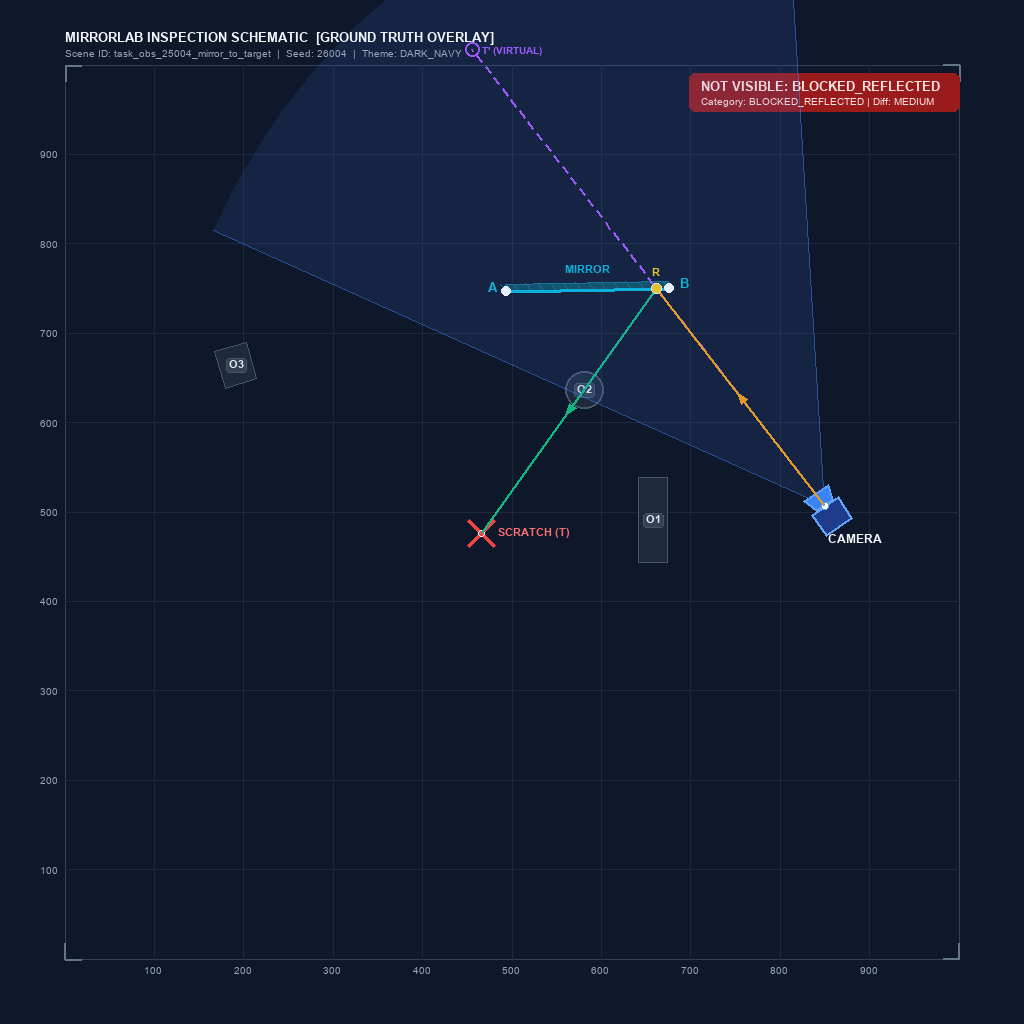 MIRRORLAB INSPECTION SCHEMATIC [GROUND TRUTH OVERLAY]
Scene ID: task_obs_25004_mirror_to_target | Seed: 26004 | Theme: DARK_NAVY
T' (VIRTUAL)
NOT VISIBLE: BLOCKED_REFLECTED
Category: BLOCKED_REFLECTED | Diff: MEDIUM
900
800
MIRROR
R
A
B
700
O3
O2
600
500
O1
SCRATCH (T)
CAMERA
400
300
200
100
100 200 300 400 500 600 700 800 900